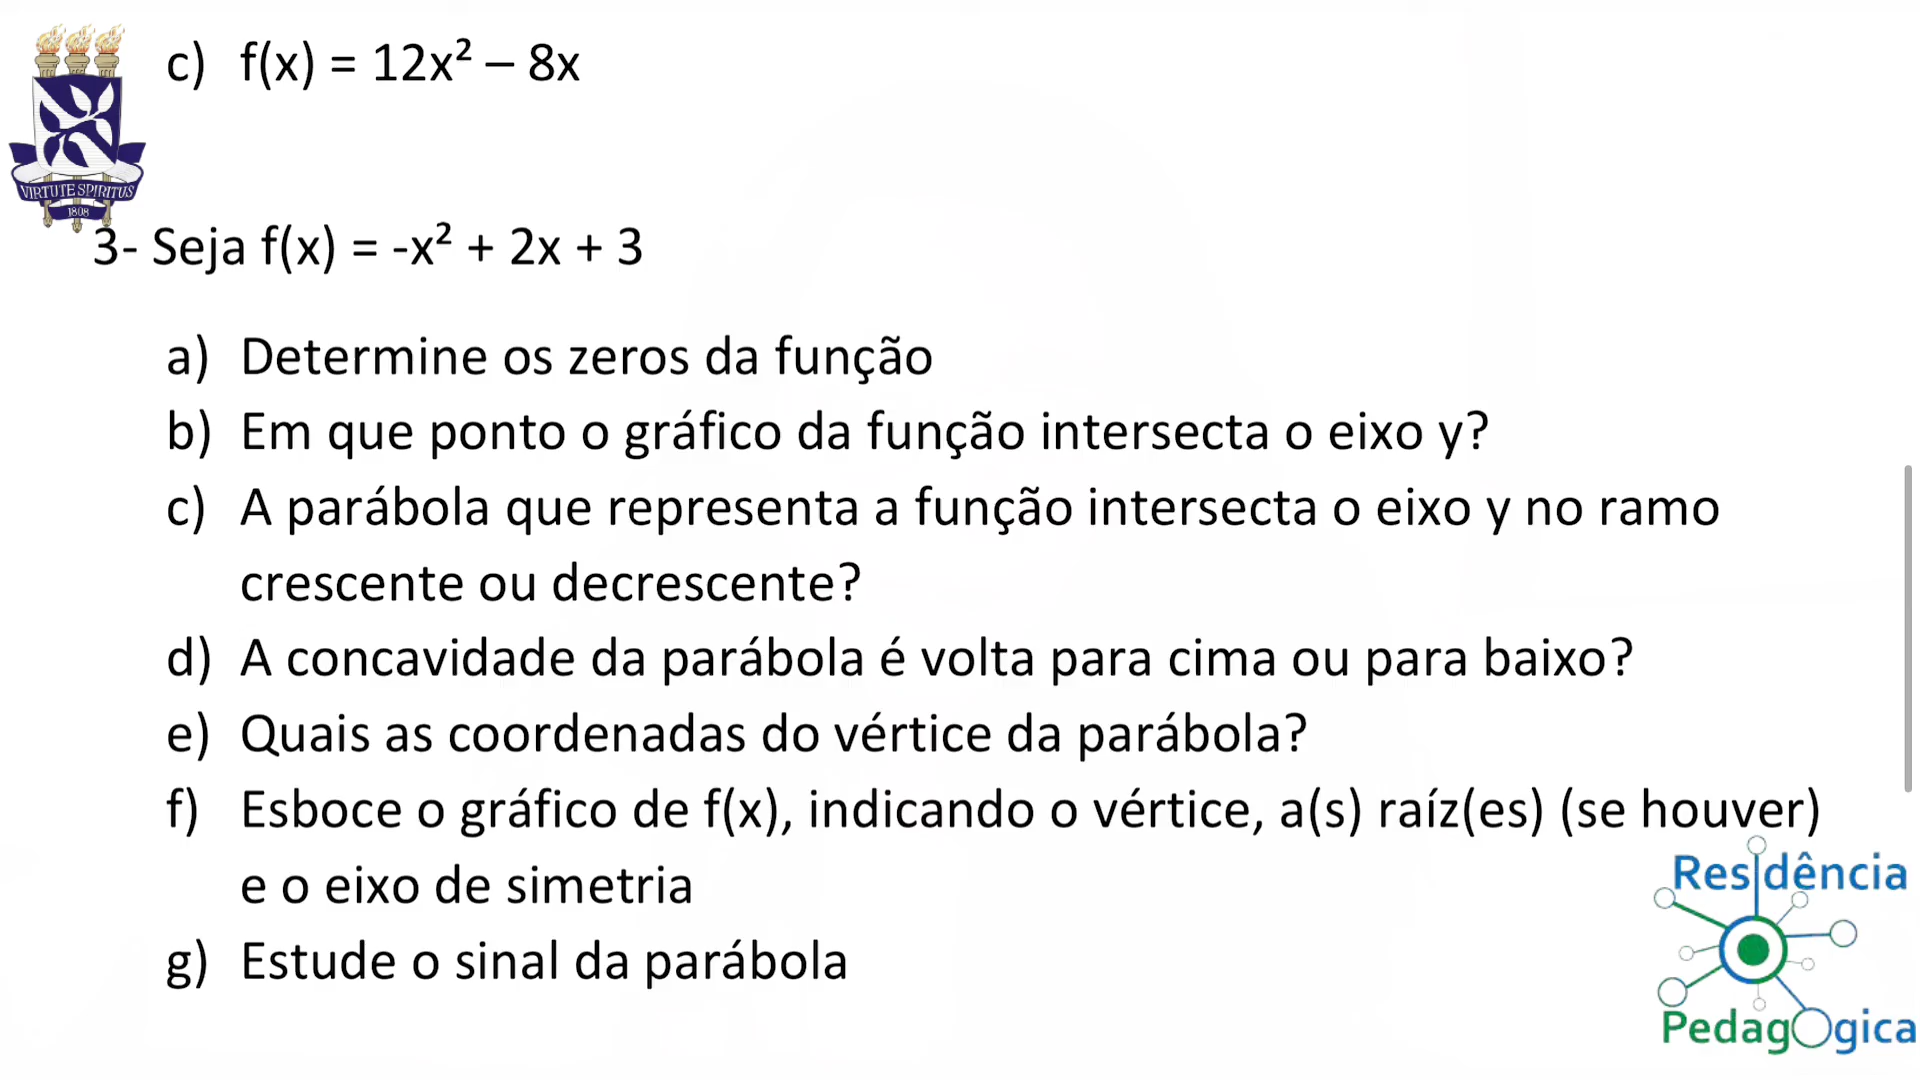 c) f(x) = 12x² – 8x
VIRTUTE SPIRITUS
1808
3- Seja f(x) = -x² + 2x + 3
a) Determine os zeros da função
b) Em que ponto o gráfico da função intersecta o eixo y?
c) A parábola que representa a função intersecta o eixo y no ramo
crescente ou decrescente?
d) A concavidade da parábola é volta para cima ou para baixo?
e) Quais as coordenadas do vértice da parábola?
f) Esboce o gráfico de f(x), indicando o vértice, a(s) raíz(es) (se houver)
e o eixo de simetria
g) Estude o sinal da parábola
Residência
Pedagógica